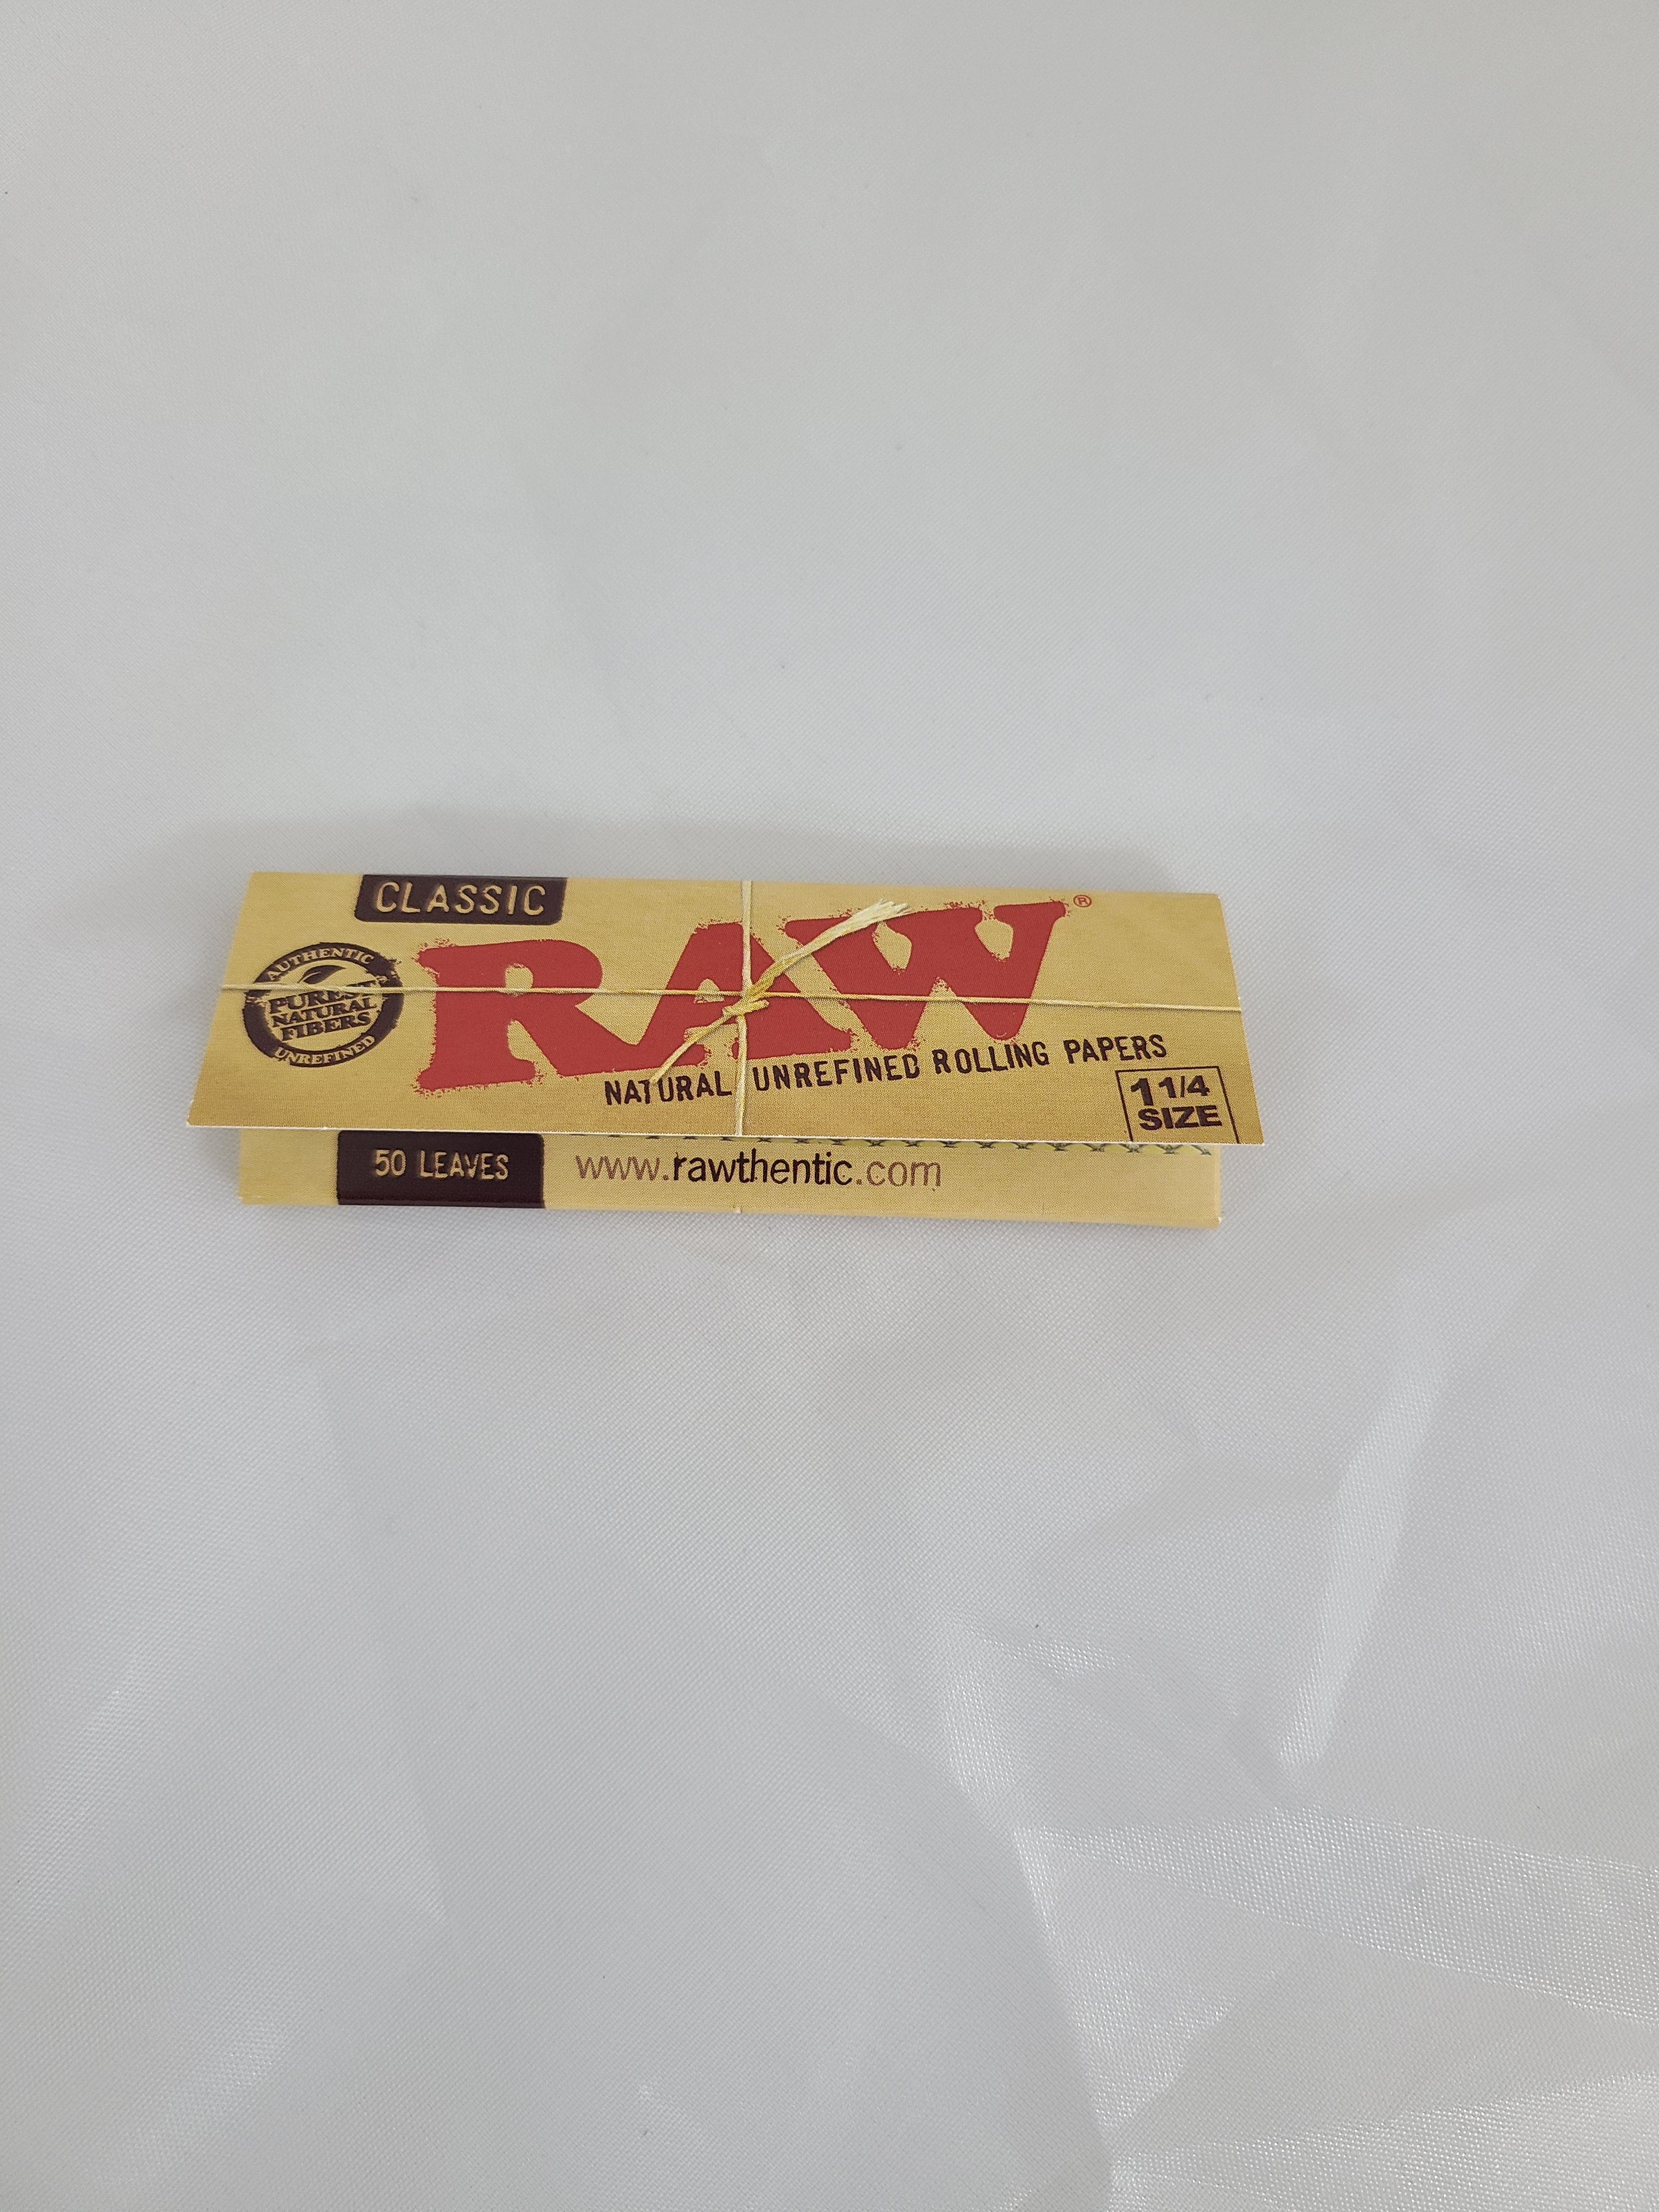 CLASSIC
AUTHENTIC
PUREST
NATURAL
FIBERS
UNREFINED
RAW®
NATURAL UNREFINED ROLLING PAPERS
1 1/4
SIZE
50 LEAVES
www.rawthentic.com